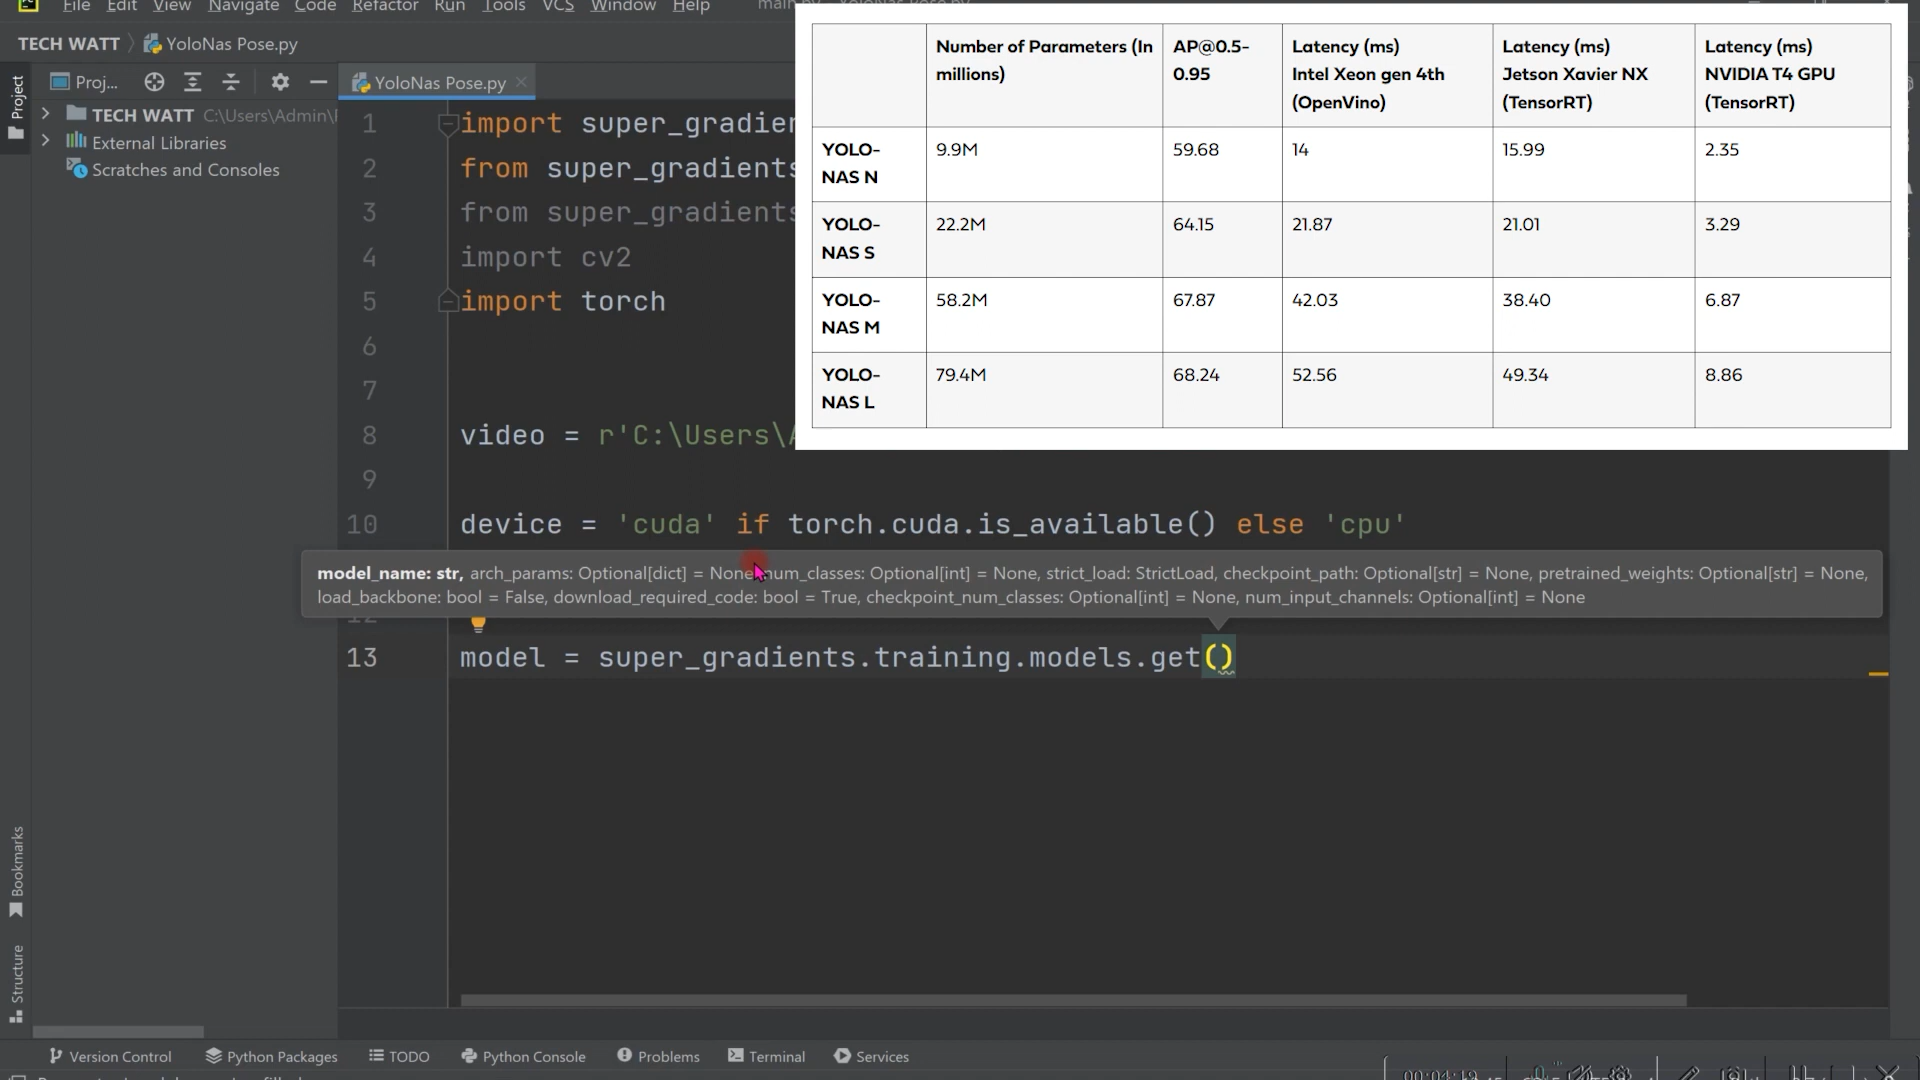 File Edit View Navigate Code Refactor Run Tools VCS Window Help
TECH WATT YoloNas Pose.py
Project
Proj...
YoloNas Pose.py
TECH WATT C:\Users\Admin\
External Libraries
Scratches and Consoles
1 import super_gradien
2 from super_gradients
3 from super_gradients
4 import cv2
5 import torch
6
7
8 video = r'C:\Users\
9
10 device = 'cuda' if torch.cuda.is_available() else 'cpu'
model_name: str, arch_params: Optional[dict] = None, num_classes: Optional[int] = None, strict_load: StrictLoad, checkpoint_path: Optional[str] = None, pretrained_weights: Optional[str] = None,
load_backbone: bool = False, download_required_code: bool = True, checkpoint_num_classes: Optional[int] = None, num_input_channels: Optional[int] = None
12
13 model = super_gradients.training.models.get()
Number of Parameters (In millions) AP@0.5-0.95 Latency (ms) Intel Xeon gen 4th (OpenVino) Latency (ms) Jetson Xavier NX (TensorRT) Latency (ms) NVIDIA T4 GPU (TensorRT)
YOLO-NAS N 9.9M 59.68 14 15.99 2.35
YOLO-NAS S 22.2M 64.15 21.87 21.01 3.29
YOLO-NAS M 58.2M 67.87 42.03 38.40 6.87
YOLO-NAS L 79.4M 68.24 52.56 49.34 8.86
Bookmarks
Structure
Version Control Python Packages TODO Python Console Problems Terminal Services